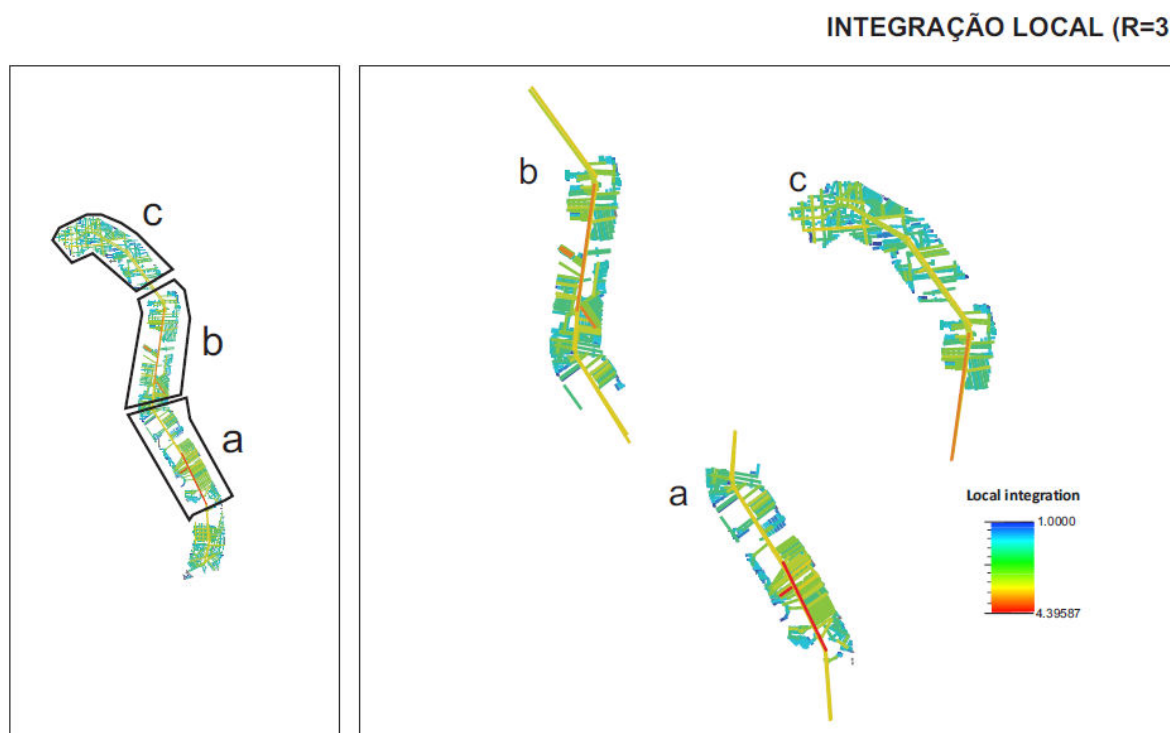 INTEGRAÇÃO LOCAL (R=3
c
b
a
b
c
a
Local integration
1.0000
4.39587